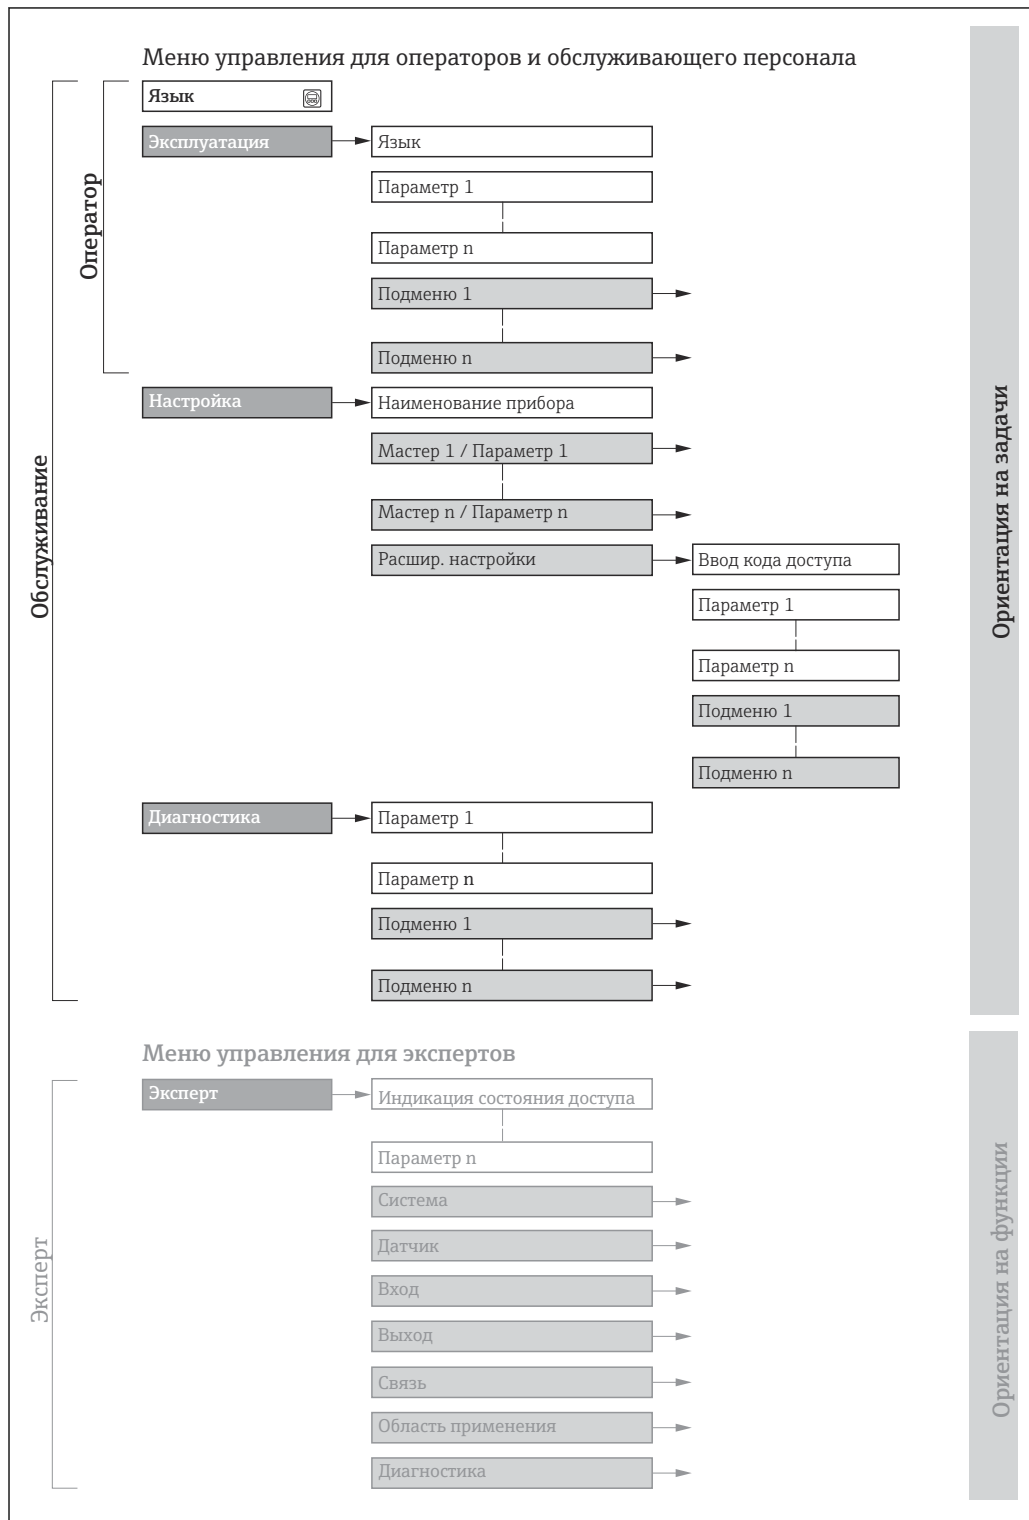 Меню управления для операторов и обслуживающего персонала
Обслуживание
Оператор
Язык
Эксплуатация
Язык
Параметр 1
Параметр n
Подменю 1
Подменю n
Настройка
Наименование прибора
Мастер 1 / Параметр 1
Мастер n / Параметр n
Расшир. настройки
Ввод кода доступа
Параметр 1
Параметр n
Подменю 1
Подменю n
Диагностика
Параметр 1
Параметр n
Подменю 1
Подменю n
Ориентация на задачи
Меню управления для экспертов
Эксперт
Эксперт
Индикация состояния доступа
Параметр n
Система
Датчик
Вход
Выход
Связь
Область применения
Диагностика
Ориентация на функции